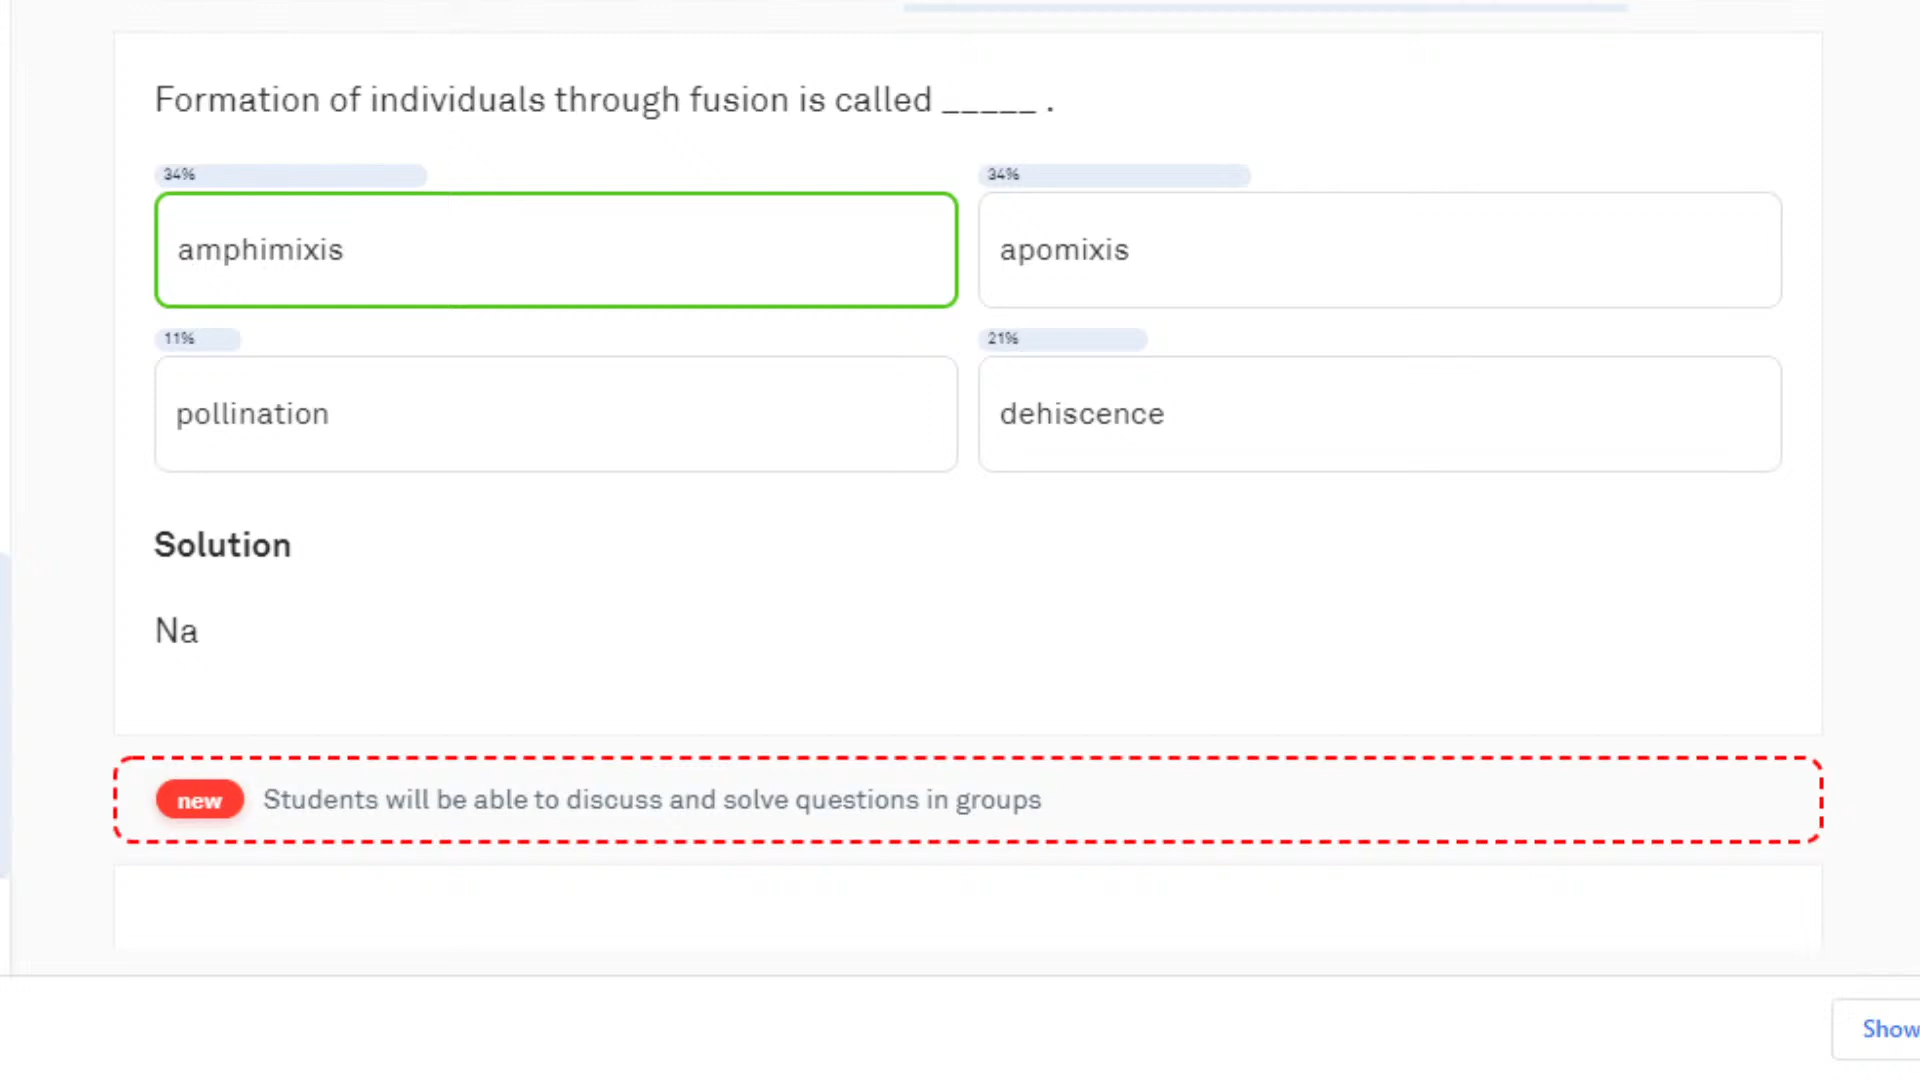 Formation of individuals through fusion is called _____ .
34%
34%
amphimixis
apomixis
11%
21%
pollination
dehiscence
Solution
Na
new Students will be able to discuss and solve questions in groups
Show